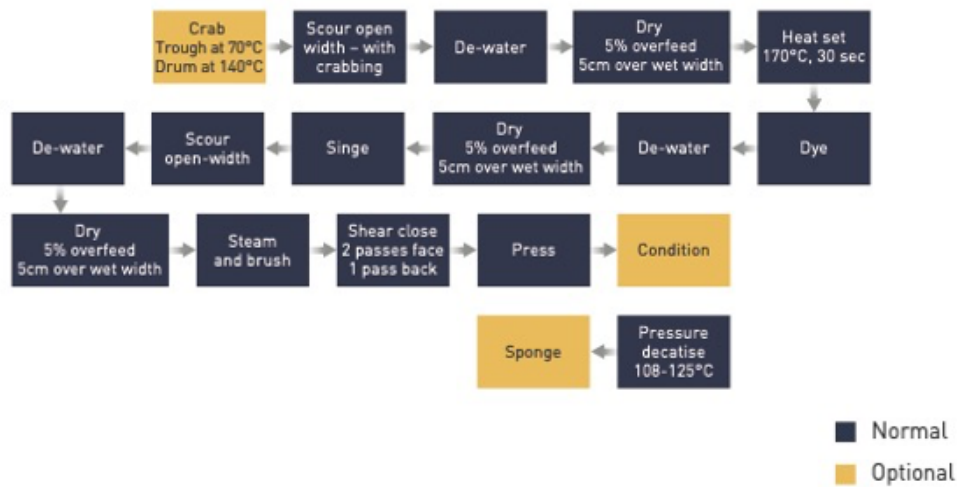 Crab
Trough at 70°C
Drum at 140°C
Scour open
width – with
crabbing
De-water
Dry
5% overfeed
5cm over wet width
Heat set
170°C, 30 sec
Dye
De-water
Dry
5% overfeed
5cm over wet width
Singe
Scour
open-width
De-water
Dry
5% overfeed
5cm over wet width
Steam
and brush
Shear close
2 passes face
1 pass back
Press
Condition
Pressure
decatise
108-125°C
Sponge
Normal
Optional